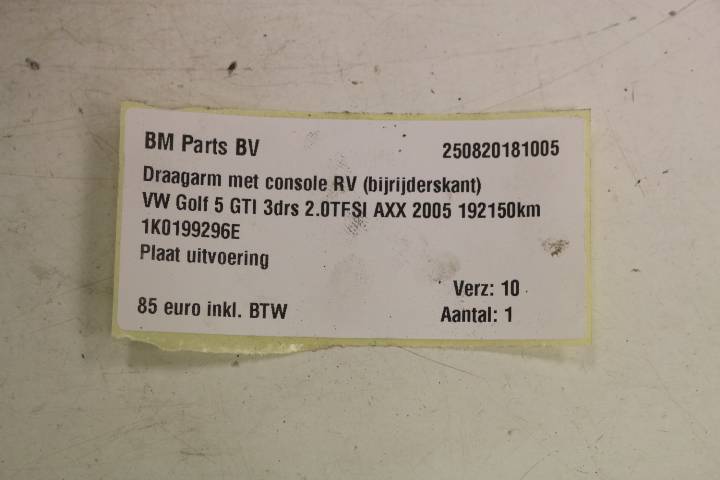 BM Parts BV 250820181005
Draagarm met console RV (bijrijderskant)
VW Golf 5 GTI 3drs 2.0TFSI AXX 2005 192150km
1K0199296E
Plaat uitvoering
Verz: 10
85 euro inkl. BTW Aantal: 1